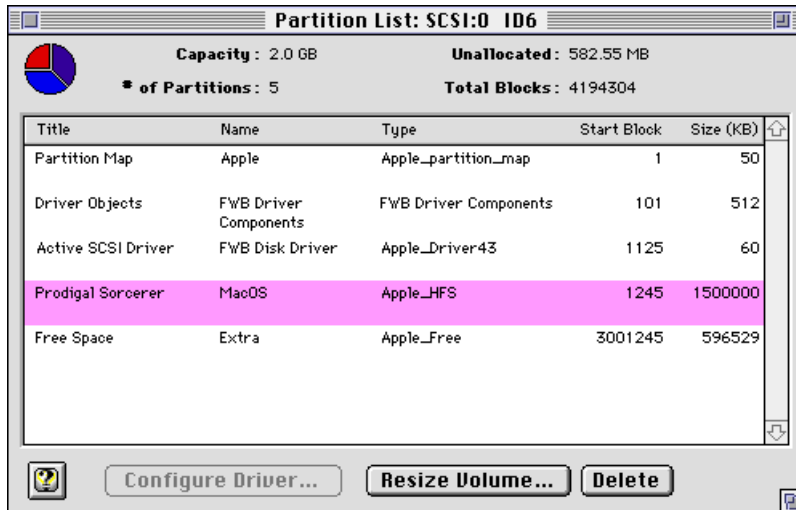 Partition List: SCSI:0 ID6
Capacity: 2.0 GB Unallocated: 582.55 MB
# of Partitions: 5 Total Blocks: 4194304
Title Name Type Start Block Size (KB)
Partition Map Apple Apple_partition_map 1 50
Driver Objects FWB Driver Components FWB Driver Components 101 512
Active SCSI Driver FWB Disk Driver Apple_Driver43 1125 60
Prodigal Sorcerer MacOS Apple_HFS 1245 1500000
Free Space Extra Apple_Free 3001245 596529
? Configure Driver... Resize Volume... Delete